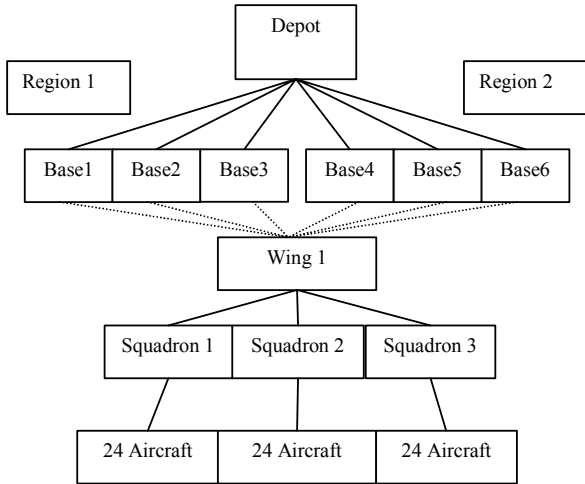 Depot
Region 1
Region 2
Base1
Base2
Base3
Base4
Base5
Base6
Wing 1
Squadron 1
Squadron 2
Squadron 3
24 Aircraft
24 Aircraft
24 Aircraft